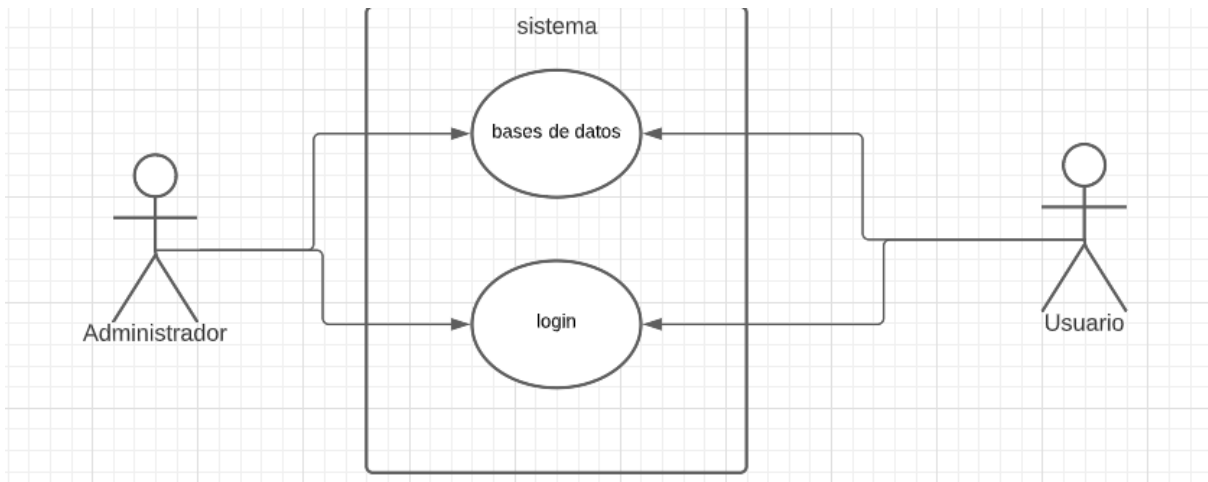 sistema
bases de datos
login
Administrador
Usuario